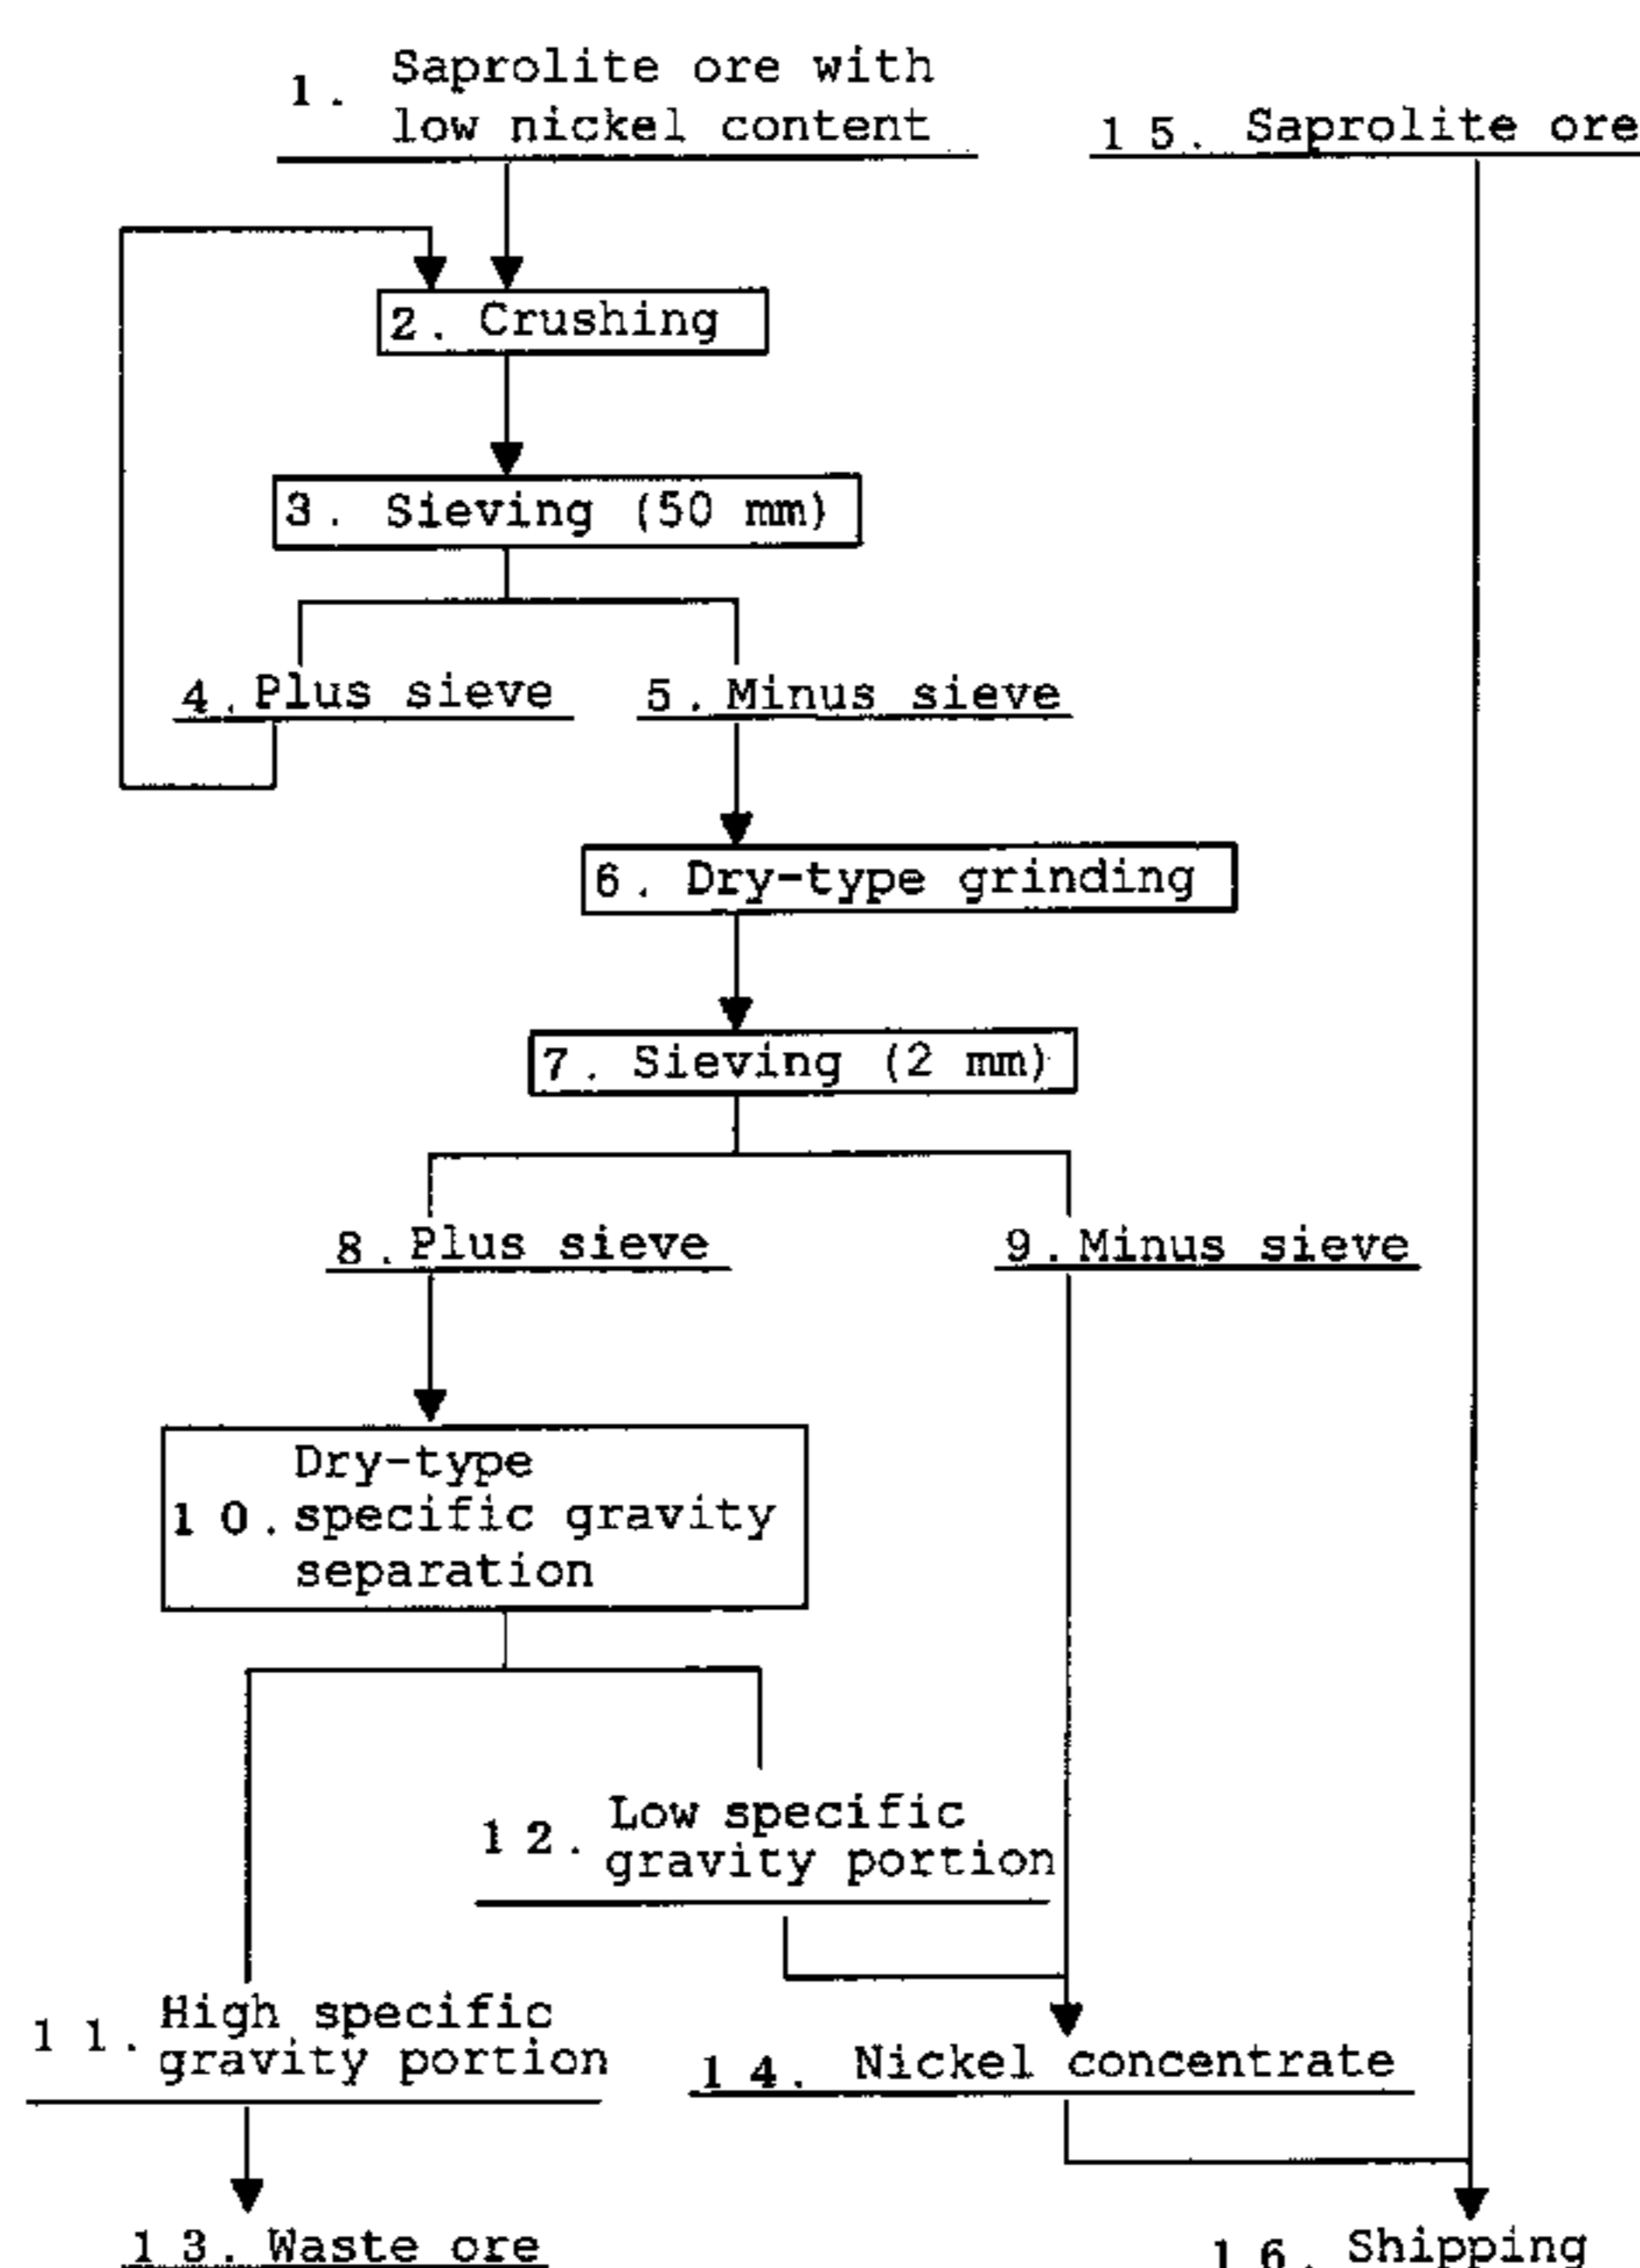 1. Saprolite ore with
low nickel content
15. Saprolite ore
2. Crushing
3. Sieving (50 mm)
4. Plus sieve
5. Minus sieve
6. Dry-type grinding
7. Sieving (2 mm)
8. Plus sieve
9. Minus sieve
Dry-type
10. specific gravity
separation
12. Low specific
gravity portion
11. High specific
gravity portion
14. Nickel concentrate
13. Waste ore
16. Shipping